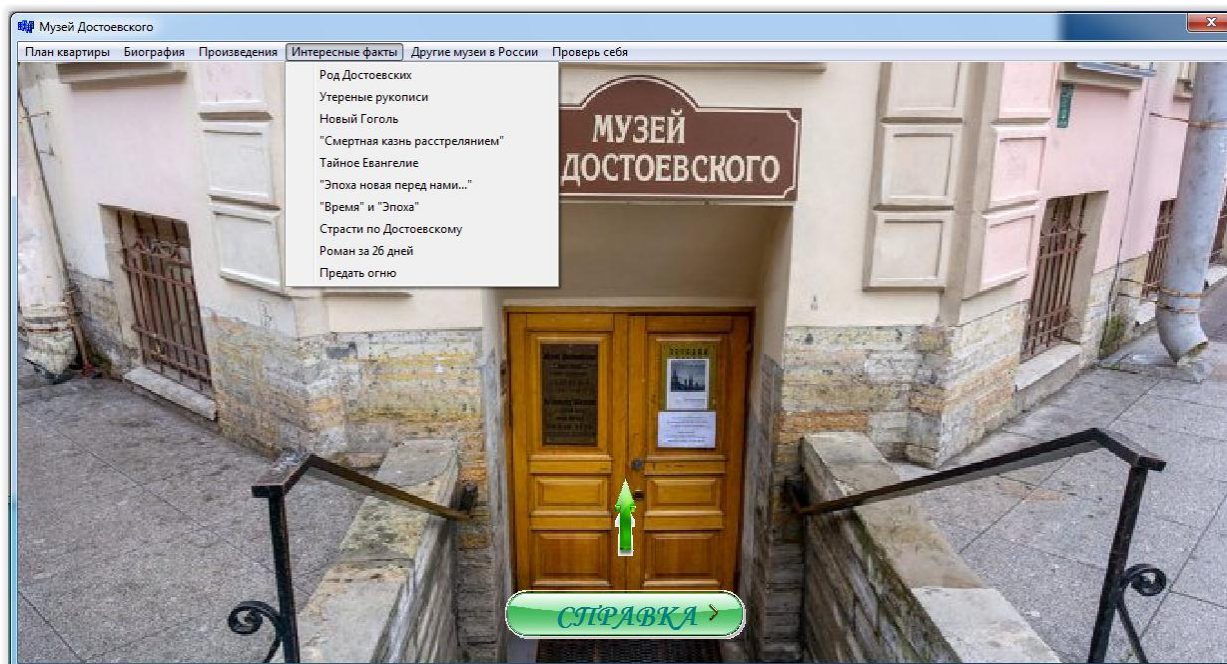 Музей Достоевского
План квартиры Биография Произведения Интересные факты Другие музеи в России Проверь себя
Род Достоевских
Утереные рукописи
Новый Гоголь
"Смертная казнь расстрелянием"
Тайное Евангелие
"Эпоха новая перед нами..."
"Время" и "Эпоха"
Страсти по Достоевскому
Роман за 26 дней
Предать огню
МУЗЕЙ
ДОСТОЕВСКОГО
СПРАВКА